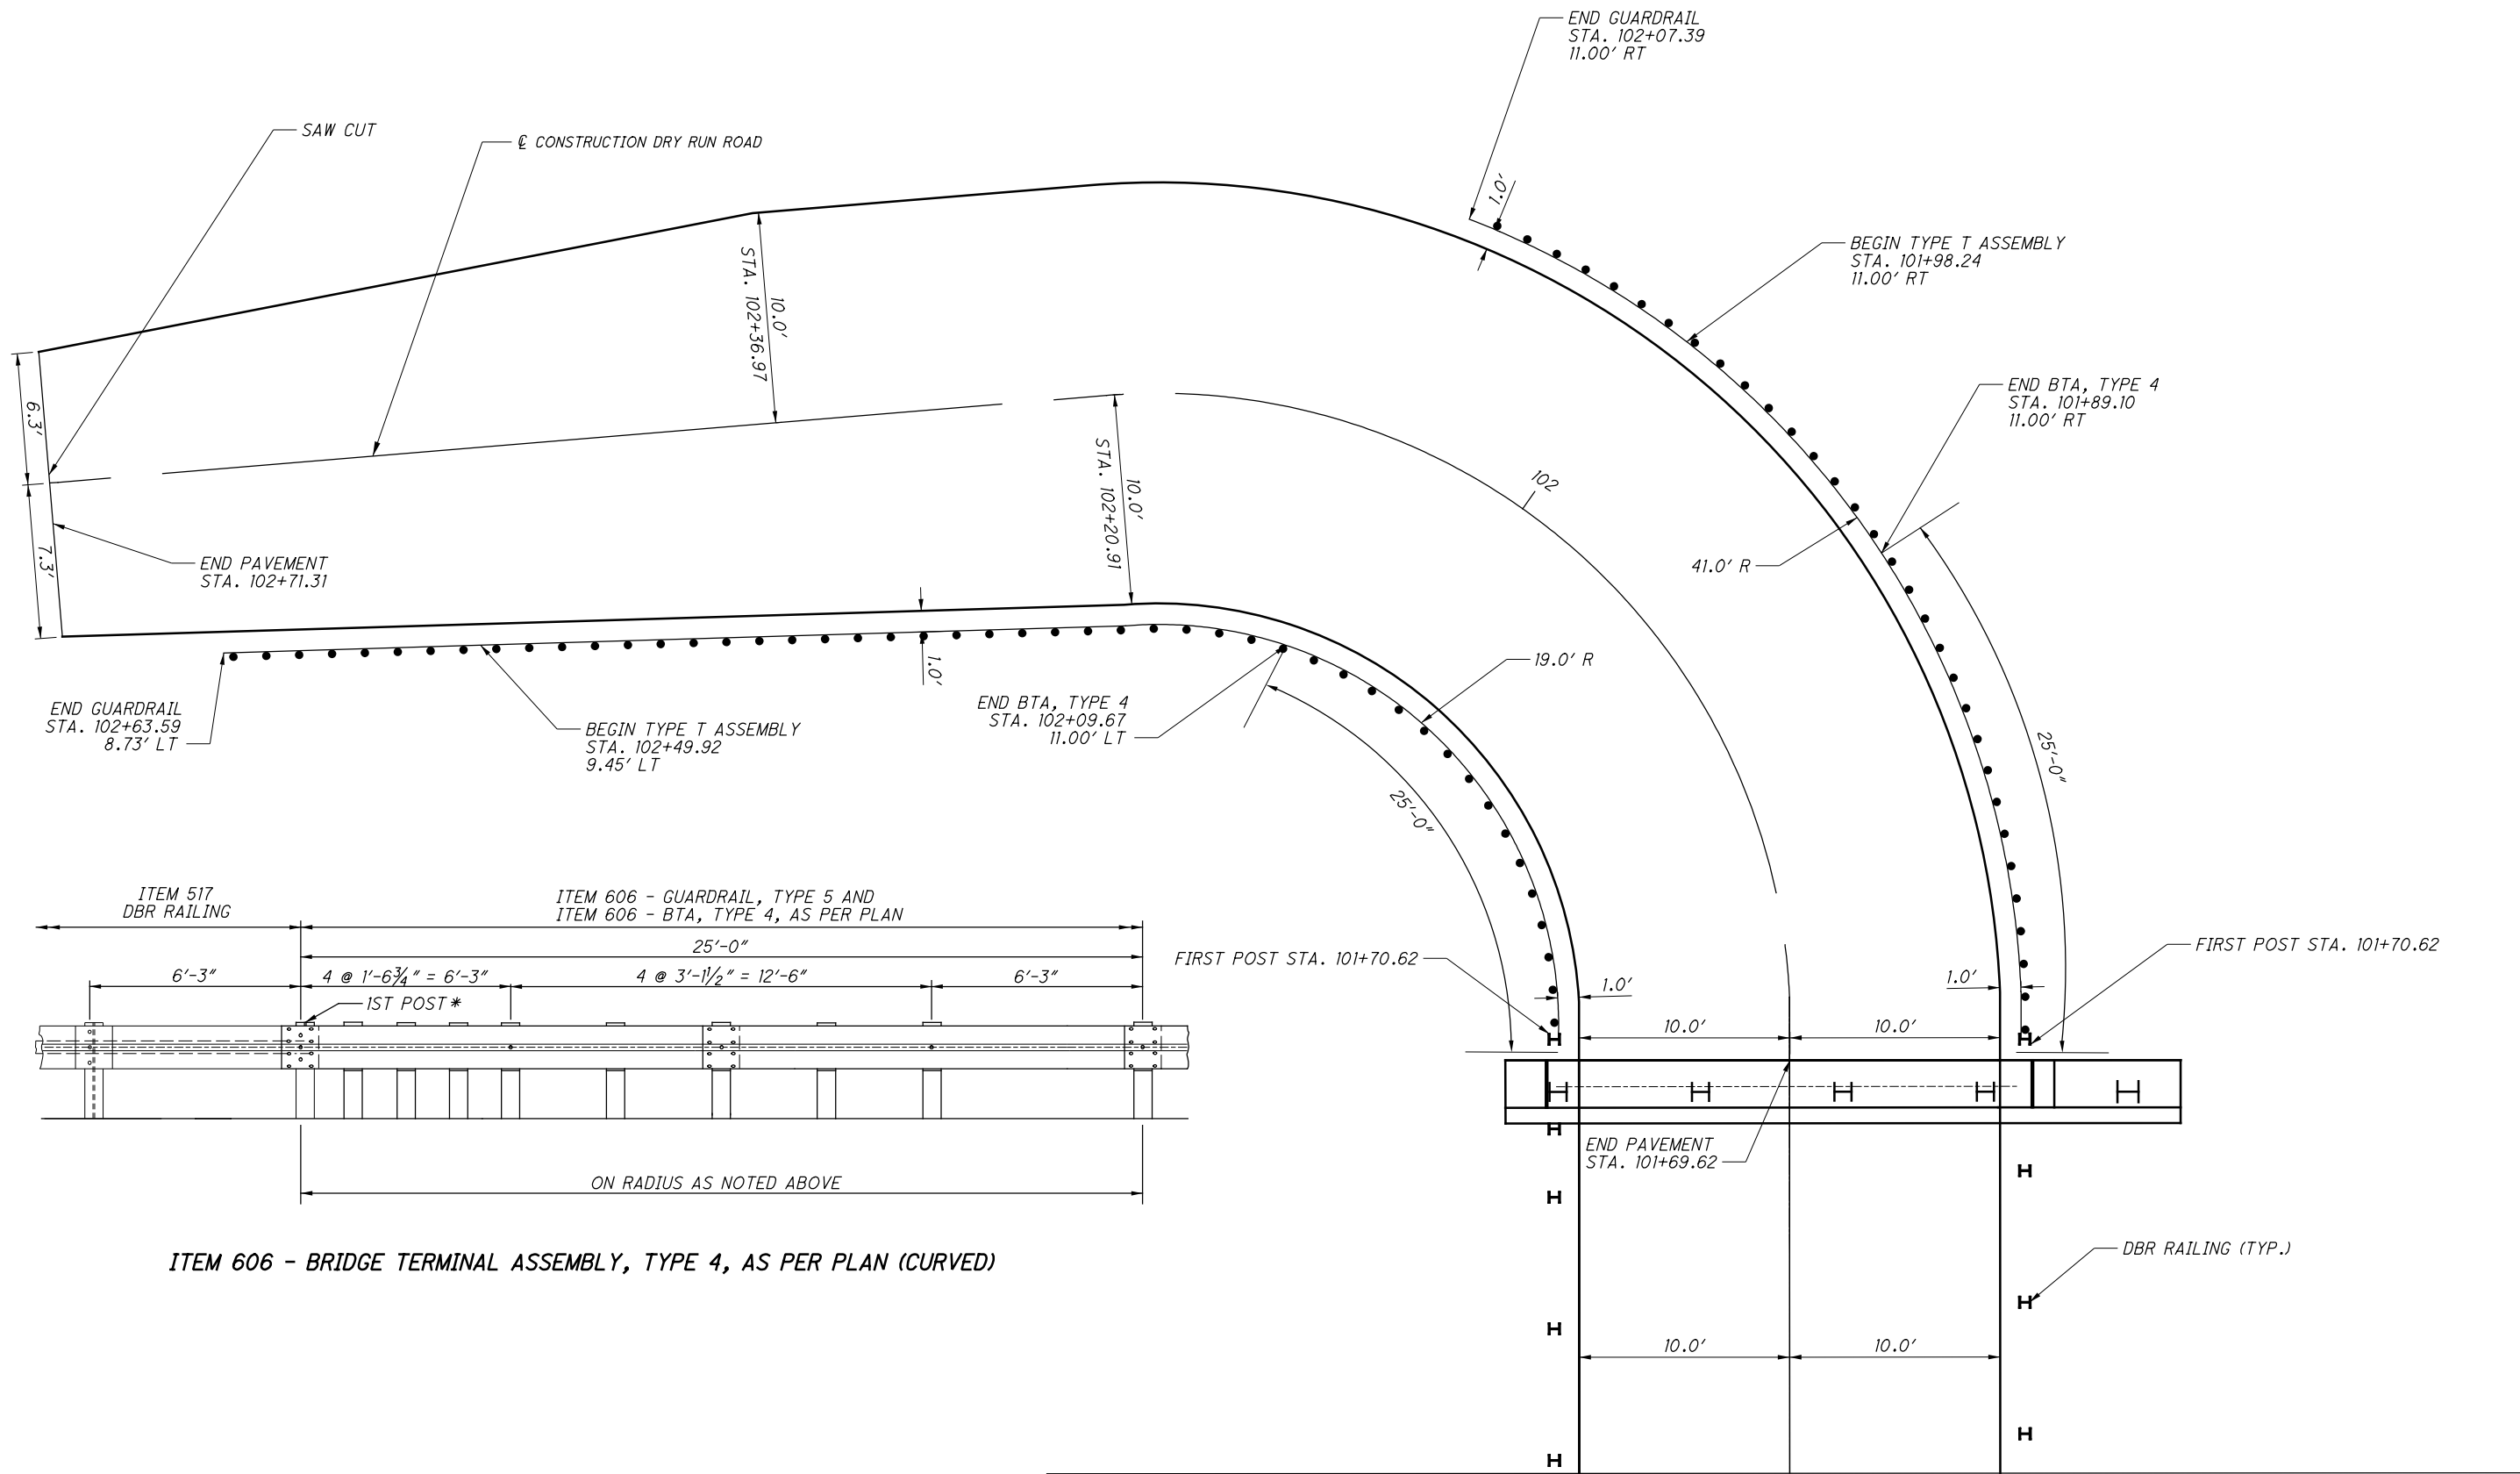 END GUARDRAIL
STA. 102+07.39
11.00' RT
SAW CUT
℄ CONSTRUCTION DRY RUN ROAD
1.0'
BEGIN TYPE T ASSEMBLY
STA. 101+98.24
11.00' RT
10.0'
STA. 102+36.97
END BTA, TYPE 4
STA. 101+89.10
11.00' RT
6.3'
7.3'
10.0'
STA. 102+20.91
102
41.0' R
END PAVEMENT
STA. 102+71.31
1.0'
19.0' R
END GUARDRAIL
STA. 102+63.59
8.73' LT
BEGIN TYPE T ASSEMBLY
STA. 102+49.92
9.45' LT
END BTA, TYPE 4
STA. 102+09.67
11.00' LT
25'-0"
25'-0"
ITEM 517
DBR RAILING
ITEM 606 - GUARDRAIL, TYPE 5 AND
ITEM 606 - BTA, TYPE 4, AS PER PLAN
25'-0"
6'-3"
4 @ 1'-6¾" = 6'-3"
4 @ 3'-1½" = 12'-6"
6'-3"
1ST POST *
FIRST POST STA. 101+70.62
1.0'
1.0'
FIRST POST STA. 101+70.62
10.0'
10.0'
END PAVEMENT
STA. 101+69.62
ON RADIUS AS NOTED ABOVE
DBR RAILING (TYP.)
ITEM 606 - BRIDGE TERMINAL ASSEMBLY, TYPE 4, AS PER PLAN (CURVED)
10.0'
10.0'